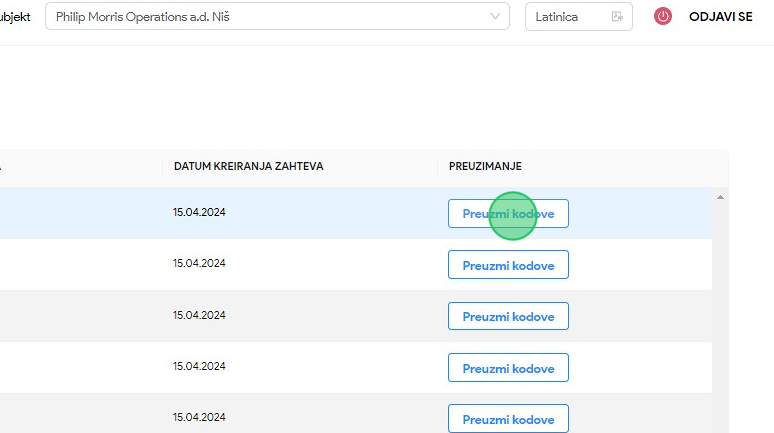 ubjekt Philip Morris Operations a.d. Niš Latinica ODJAVI SE
DATUM KREIRANJA ZAHTEVA PREUZIMANJE
15.04.2024 Preuzmi kodove
15.04.2024 Preuzmi kodove
15.04.2024 Preuzmi kodove
15.04.2024 Preuzmi kodove
15.04.2024 Preuzmi kodove